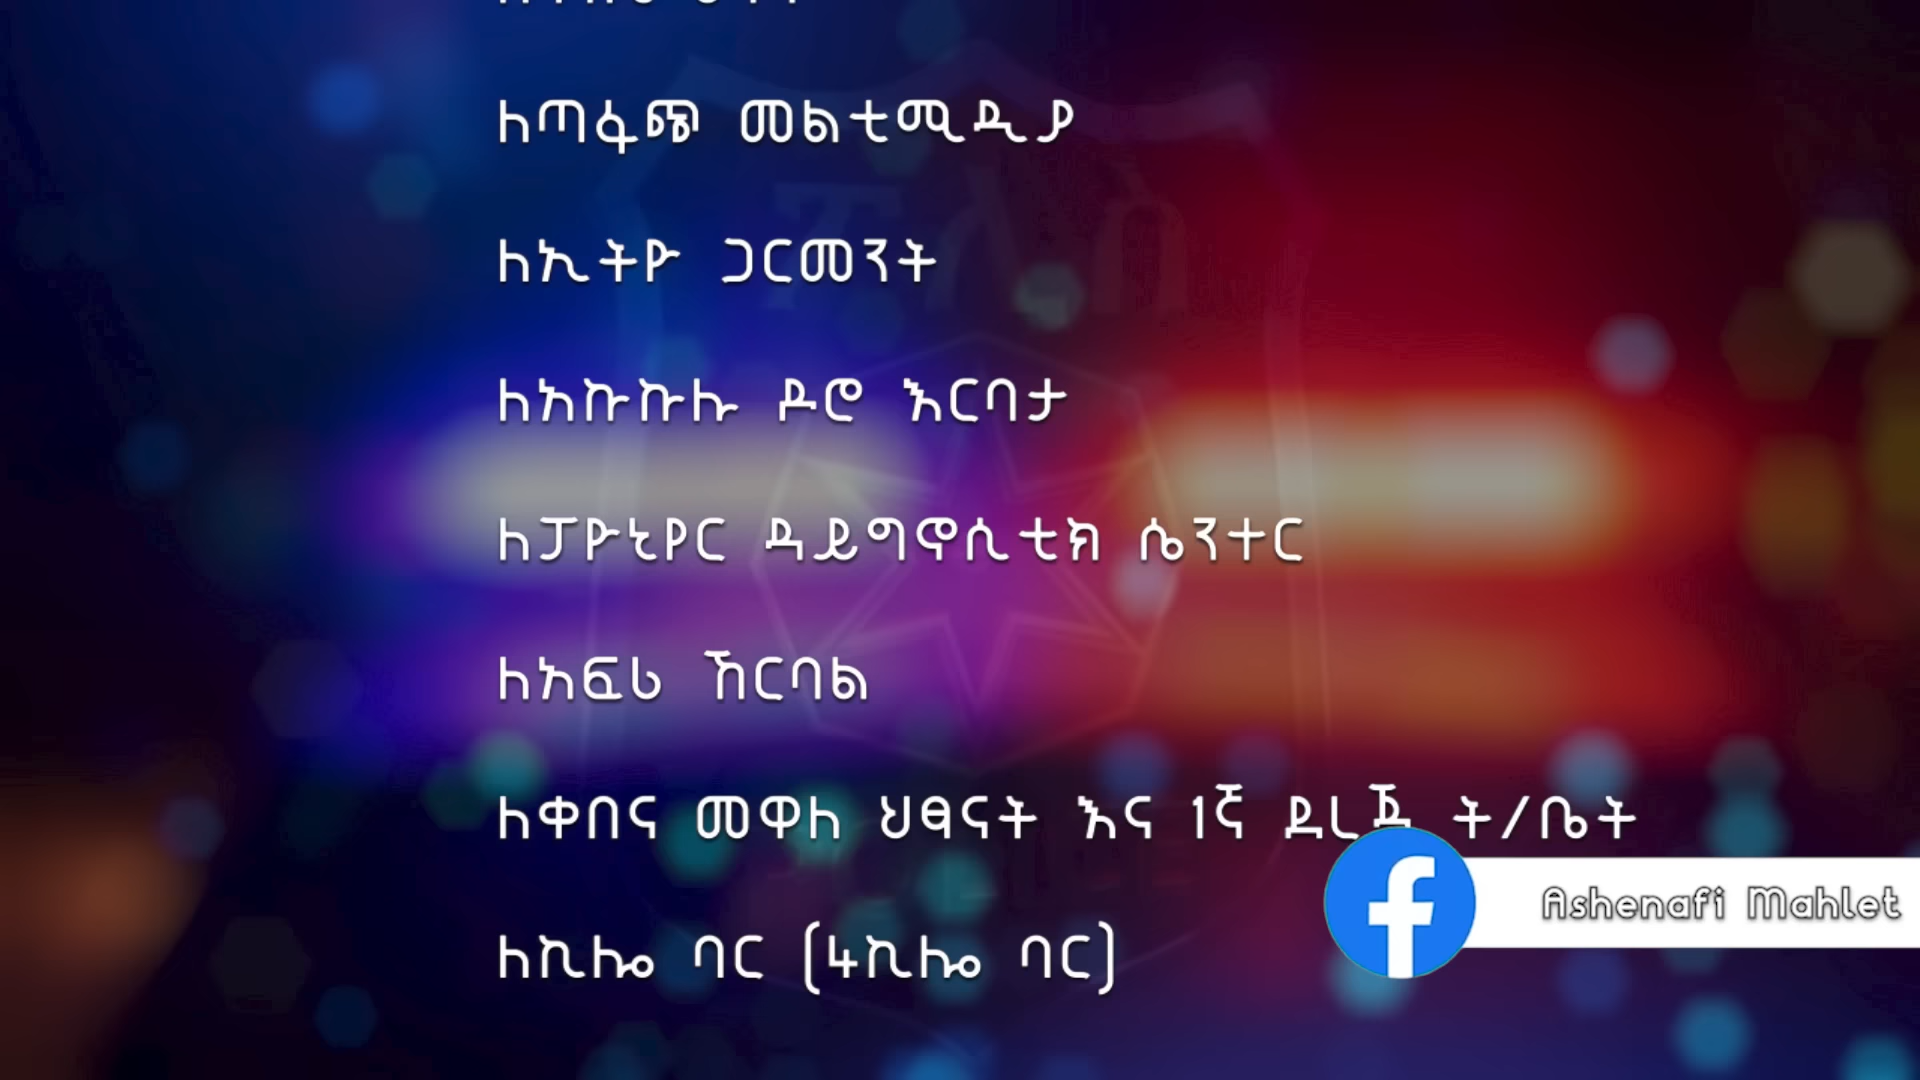 ለጣፋጭ መልቲሚዲያ
ለኢትዮ ጋርመንት
ለአኩኩሉ ዶሮ እርባታ
ለፓዮኒየር ዳይግኖሲቲክ ሴንተር
ለአፍሪ ኸርባል
ለቀበና መዋለ ህፃናት እና 1ኛ ደረጃ ት/ቤት
Ashenafi Mahlet
ለኪሎ ባር (4ኪሎ ባር)